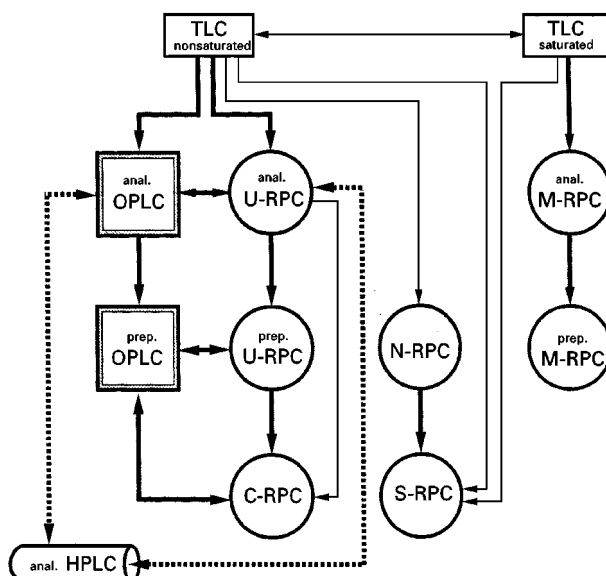 TLC
nonsaturated
TLC
saturated
anal.
OPLC
anal.
U-RPC
anal.
M-RPC
prep.
OPLC
prep.
U-RPC
N-RPC
prep.
M-RPC
C-RPC
S-RPC
anal. HPLC